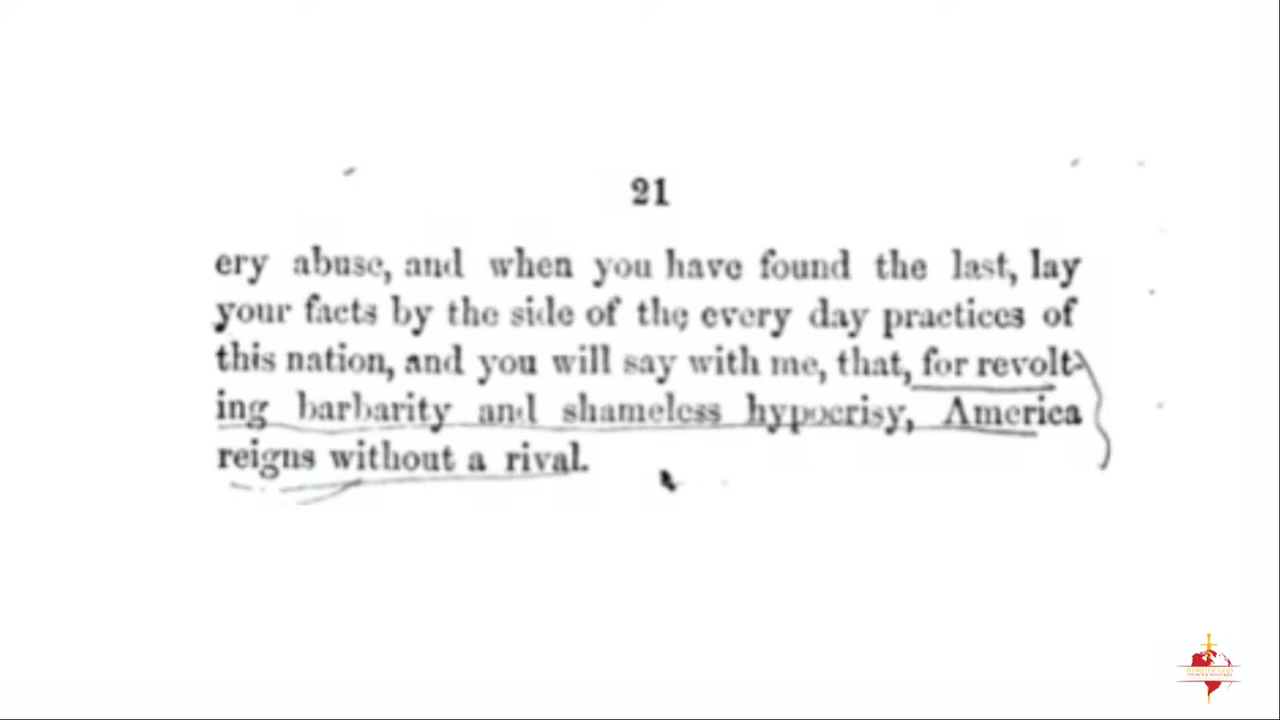 21
ery abuse, and when you have found the last, lay
your facts by the side of the every day practices of
this nation, and you will say with me, that, for revolt-
ing barbarity and shameless hypocrisy, America
reigns without a rival.